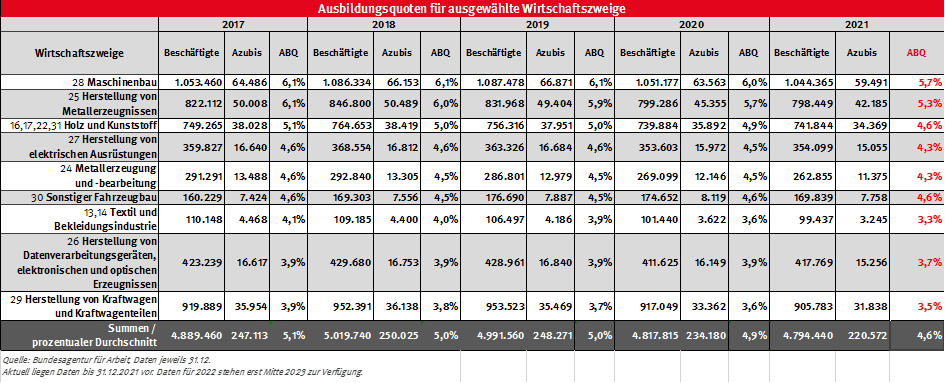 Ausbildungsquoten für ausgewählte Wirtschaftszweige
2017 2018 2019 2020 2021
Wirtschaftszweige Beschäftigte Azubis ABQ Beschäftigte Azubis ABQ Beschäftigte Azubis ABQ Beschäftigte Azubis ABQ Beschäftigte Azubis ABQ
28 Maschinenbau 1.053.460 64.486 6,1% 1.086.334 66.153 6,1% 1.087.478 66.871 6,1% 1.051.177 63.563 6,0% 1.044.365 59.491 5,7%
25 Herstellung von
Metallerzeugnissen 822.112 50.008 6,1% 846.800 50.489 6,0% 831.968 49.404 5,9% 799.286 45.355 5,7% 798.449 42.185 5,3%
16,17,22,31 Holz und Kunststoff 749.265 38.028 5,1% 764.653 38.419 5,0% 756.316 37.951 5,0% 739.884 35.892 4,9% 741.844 34.369 4,6%
27 Herstellung von
elektrischen Ausrüstungen 359.827 16.640 4,6% 368.554 16.812 4,6% 363.326 16.684 4,6% 353.603 15.972 4,5% 354.099 15.055 4,3%
24 Metallerzeugung
und -bearbeitung 291.291 13.488 4,6% 292.840 13.305 4,5% 286.801 12.979 4,5% 269.099 12.146 4,5% 262.855 11.375 4,3%
30 Sonstiger Fahrzeugbau 160.229 7.424 4,6% 169.303 7.556 4,5% 176.690 7.887 4,5% 174.652 8.119 4,6% 169.839 7.758 4,6%
13,14 Textil und
Bekleidungsindustrie 110.148 4.468 4,1% 109.185 4.400 4,0% 106.497 4.186 3,9% 101.440 3.622 3,6% 99.437 3.245 3,3%
26 Herstellung von
Datenverarbeitungsgeräten,
elektronischen und optischen
Erzeugnissen 423.239 16.617 3,9% 429.680 16.753 3,9% 428.961 16.840 3,9% 411.625 16.149 3,9% 417.769 15.256 3,7%
29 Herstellung von Kraftwagen
und Kraftwagenteilen 919.889 35.954 3,9% 952.391 36.138 3,8% 953.523 35.469 3,7% 917.049 33.362 3,6% 905.783 31.838 3,5%
Summen /
prozentualer Durchschnitt 4.889.460 247.113 5,1% 5.019.740 250.025 5,0% 4.991.560 248.271 5,0% 4.817.815 234.180 4,9% 4.794.440 220.572 4,6%
Quelle: Bundesagentur für Arbeit, Daten jeweils 31.12.
Aktuell liegen Daten bis 31.12.2021 vor. Daten für 2022 stehen erst Mitte 2023 zur Verfügung.